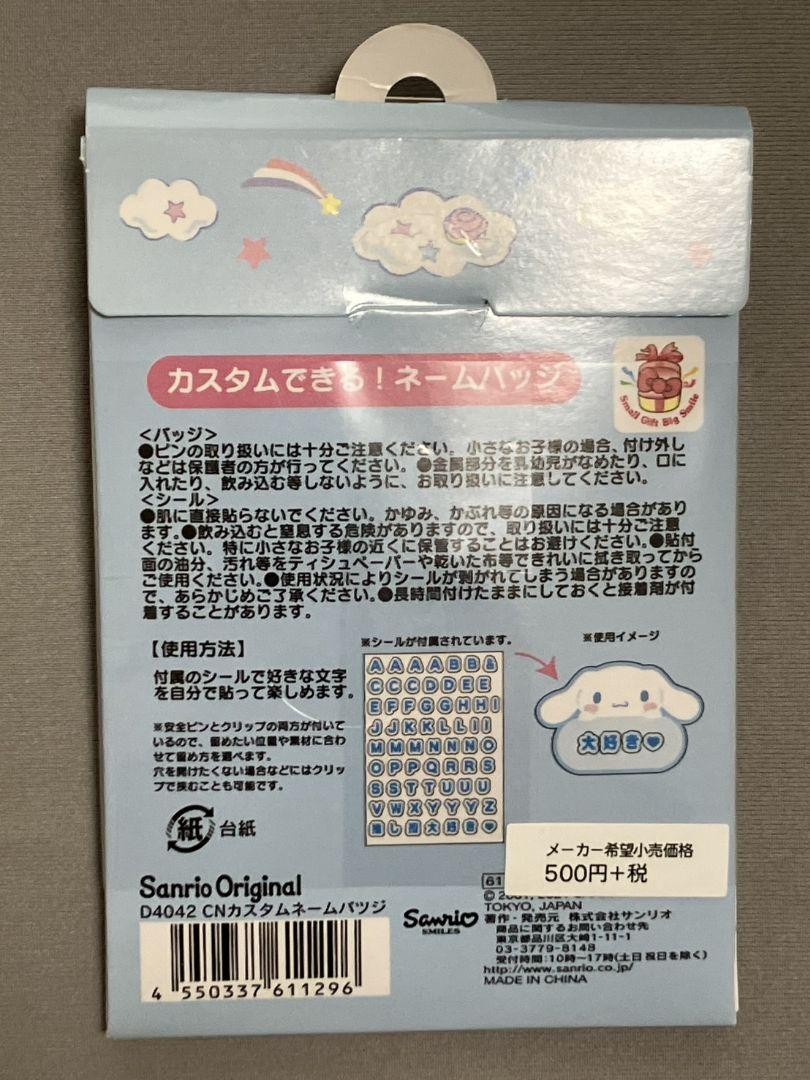 カスタムできる!ネームバッジ
Small Gift Big Smile
<バッジ>
●ピンの取り扱いには十分ご注意ください。小さなお子様の場合、付け外し
などは保護者の方が行ってください。●金属部分を乳幼児がなめたり、口に
入れたり、飲み込む等しないように、お取り扱いに注意してください。
<シール>
●肌に直接貼らないでください。かゆみ、かぶれ等の原因になる場合があり
ます。●飲み込むと窒息する危険がありますので、取り扱いには十分ご注意
ください。特に小さなお子様の近くに保管することはお避けください。●貼付
面の油分、汚れ等をティシュペーパーや乾いた布等できれいに拭き取ってから
ご使用ください。●使用状況によりシールが剥がれてしまう場合がありますの
で、あらかじめご了承ください。●長時間付けたままにしておくと接着剤が付
着することがあります。
【使用方法】
付属のシールで好きな文字
を自分で貼って楽しめます。
※安全ピンとクリップの両方が付いて
いるので、留めたい位置や素材に合わ
せて留め方を選べます。
穴を開けたくない場合などにはクリッ
プで挟むことも可能です。
紙 台紙
※シールが付属されています。
AAAABB&
CCCDDEE
EFFGGHHI
JJKKLLII
MMMNNNO
OPPQRRS
SSTTUUU
VWXYYYZ
推し 大好き♥
※使用イメージ
大好き♥
メーカー希望小売価格
500円+税
Sanrio Original
D4042 CNカスタムネームバツジ
4 550337 611296
Sanrio
SMILES
61
TOKYO, JAPAN
著作・発売元 株式会社サンリオ
商品に関するお問い合わせ先
東京都品川区大崎1-11-1
03-3779-8148
受付時間:10時〜17時(土日祝日を除く)
http://www.sanrio.co.jp/
MADE IN CHINA